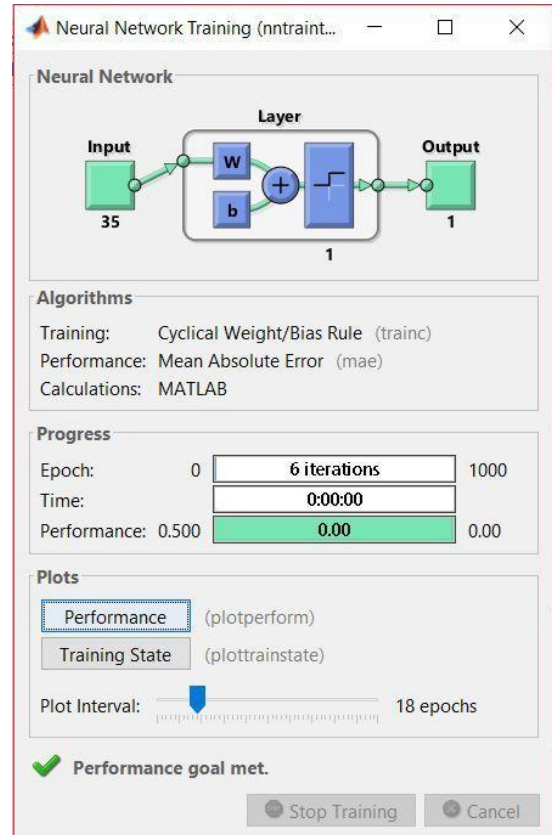 Neural Network Training (nntraint...
Neural Network
Layer
Input
Output
W
b
+
35
1
1
Algorithms
Training: Cyclical Weight/Bias Rule (trainc)
Performance: Mean Absolute Error (mae)
Calculations: MATLAB
Progress
Epoch: 0 6 iterations 1000
Time: 0:00:00
Performance: 0.500 0.00 0.00
Plots
Performance (plotperform)
Training State (plottrainstate)
Plot Interval: 18 epochs
Performance goal met.
Stop Training Cancel